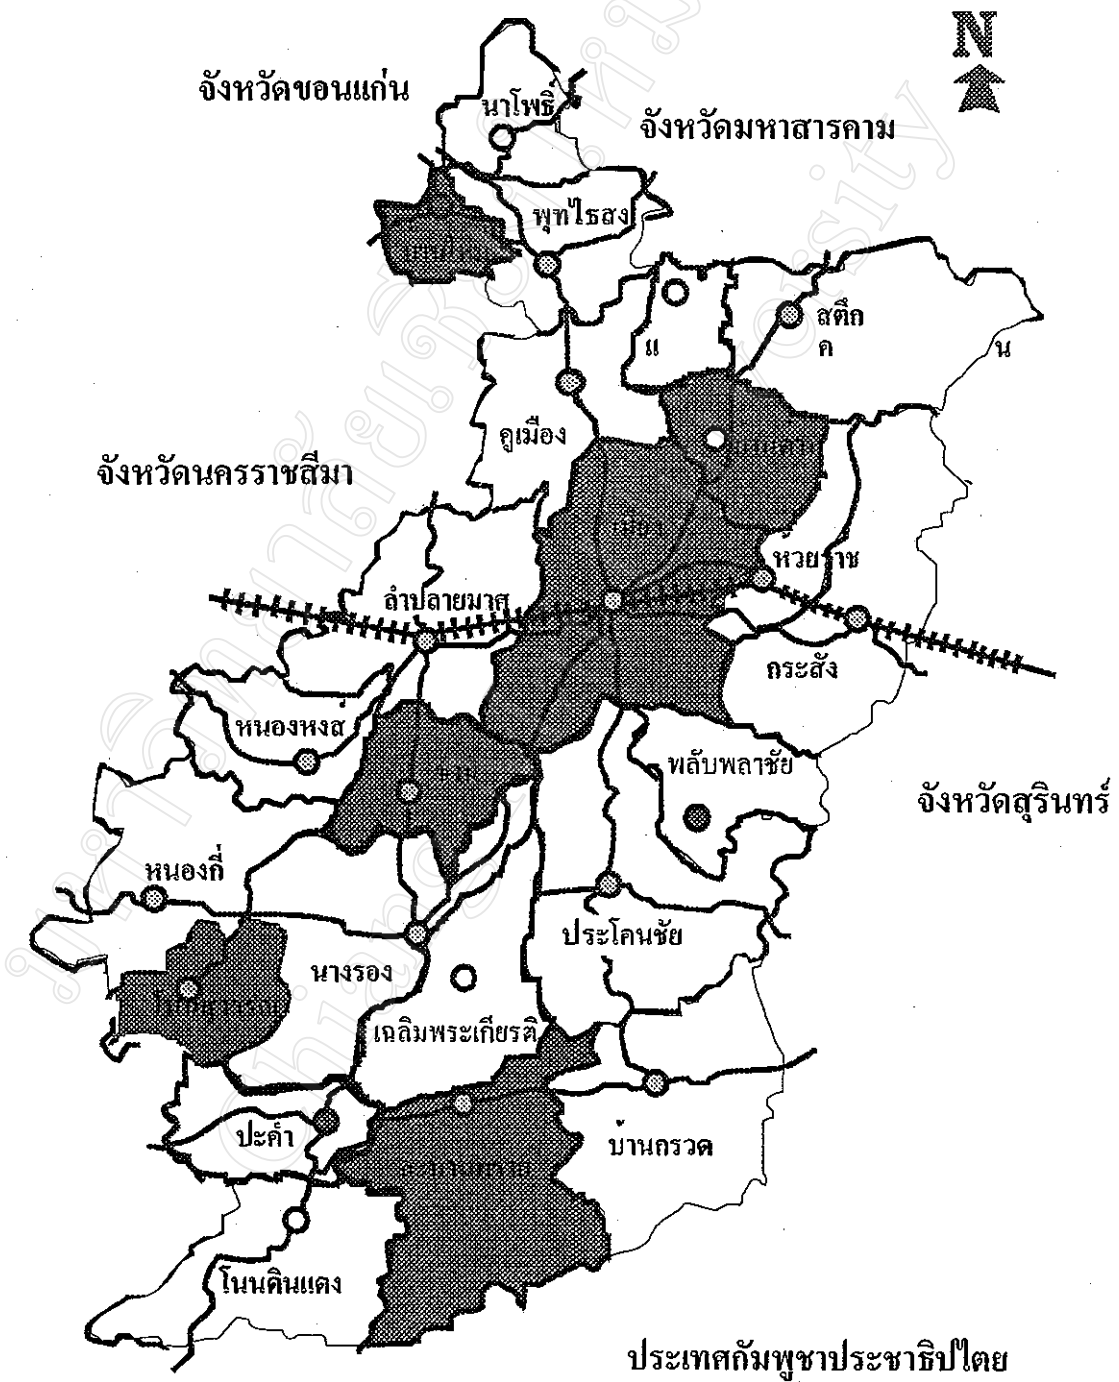 N
จังหวัดขอนแก่น
นาโพธิ์
จังหวัดมหาสารคาม
พุทไธสง
สตึก
แ
ค
น
คูเมือง
จังหวัดนครราชสีมา
เมือง
ห้วยราช
ลำปลายมาศ
กระสัง
หนองหงส์
พลับพลาชัย
จังหวัดสุรินทร์
หนองกี่
ประโคนชัย
นางรอง
เฉลิมพระเกียรติ
ปะคำ
บ้านกรวด
โนนดินแดง
ประเทศกัมพูชาประชาธิปไตย